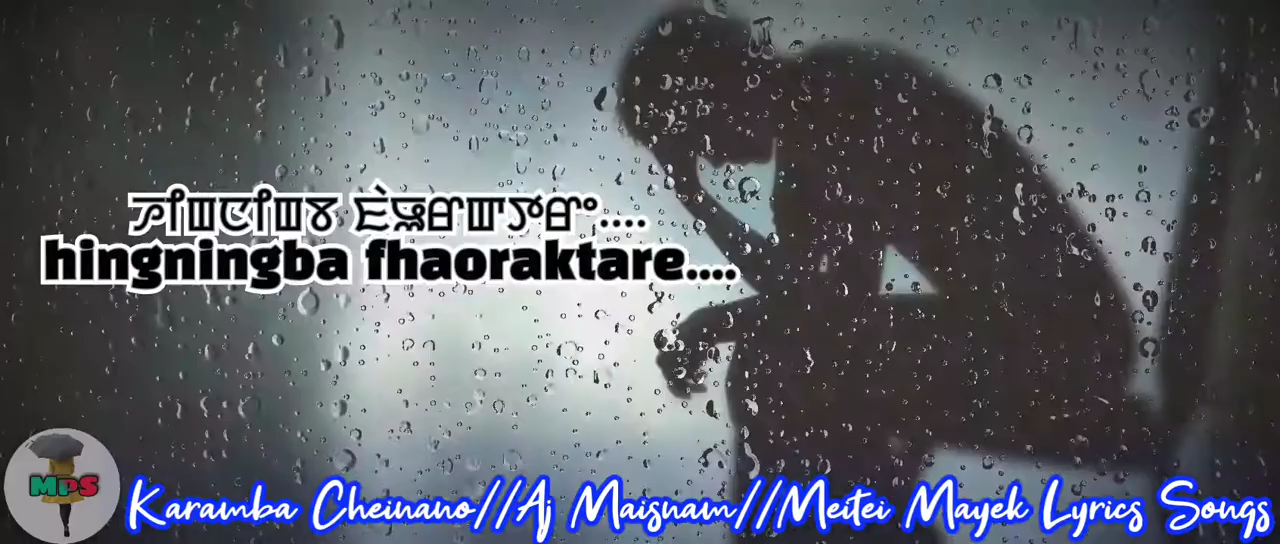 ꯍꯤꯡꯅꯤꯡꯕ ꯐꯥꯎꯔꯛꯇꯔꯦ....
hingningba fhaoraktare....
MPS
Karamba Cheinano//Aj Maisnam//Meitei Mayek Lyrics Songs